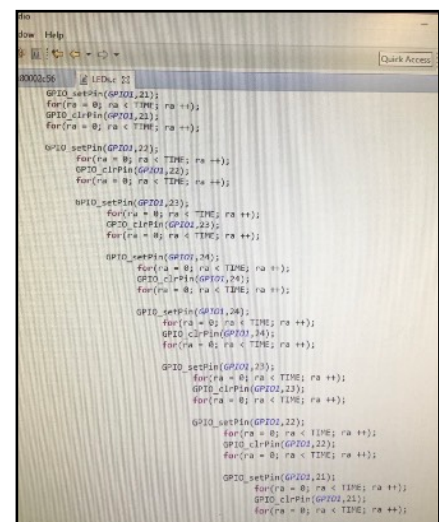 dio
dow Help
Quick Access
80002c56 LEDs.c
GPIO_setPin(GPIO1,21);
for(ra = 0; ra < TIME; ra ++);
GPIO_clrPin(GPIO1,21);
for(ra = 0; ra < TIME; ra ++);
GPIO_setPin(GPIO1,22);
for(ra = 0; ra < TIME; ra ++);
GPIO_clrPin(GPIO1,22);
for(ra = 0; ra < TIME; ra ++);
GPIO_setPin(GPIO1,23);
for(ra = 0; ra < TIME; ra ++);
GPIO_clrPin(GPIO1,23);
for(ra = 0; ra < TIME; ra ++);
GPIO_setPin(GPIO1,24);
for(ra = 0; ra < TIME; ra ++);
GPIO_clrPin(GPIO1,24);
for(ra = 0; ra < TIME; ra ++);
GPIO_setPin(GPIO1,24);
for(ra = 0; ra < TIME; ra ++);
GPIO_clrPin(GPIO1,24);
for(ra = 0; ra < TIME; ra ++);
GPIO_setPin(GPIO1,23);
for(ra = 0; ra < TIME; ra ++);
GPIO_clrPin(GPIO1,23);
for(ra = 0; ra < TIME; ra ++);
GPIO_setPin(GPIO1,22);
for(ra = 0; ra < TIME; ra ++);
GPIO_clrPin(GPIO1,22);
for(ra = 0; ra < TIME; ra ++);
GPIO_setPin(GPIO1,21);
for(ra = 0; ra < TIME; ra ++);
GPIO_clrPin(GPIO1,21);
for(ra = 0; ra < TIME; ra ++);